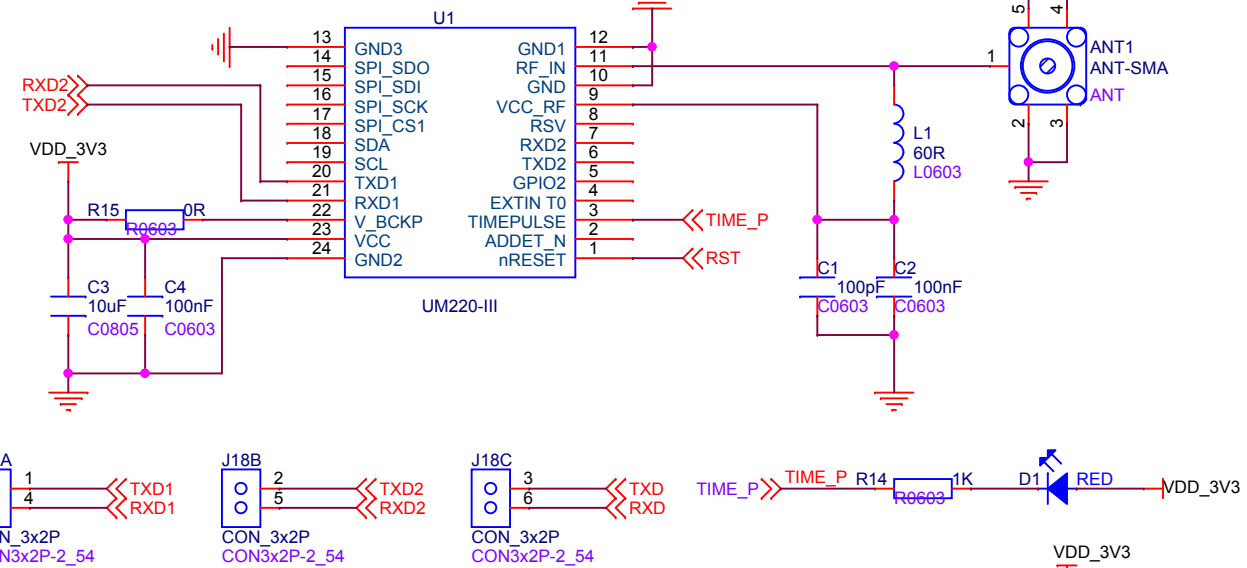 U1
UM220-III
13 GND3
14 SPI_SDO
15 SPI_SDI
16 SPI_SCK
17 SPI_CS1
18 SDA
19 SCL
20 TXD1
21 RXD1
22 V_BCKP
23 VCC
24 GND2
GND1 12
RF_IN 11
GND 10
VCC_RF 9
RSV 8
RXD2 7
TXD2 6
GPIO2 5
EXTIN T0 4
TIMEPULSE 3
ADDET_N 2
nRESET 1
RXD2
TXD2
VDD_3V3
R15 0R
R0603
C3
10uF
C0805
C4
100nF
C0603
TIME_P
RST
5 4
1
2 3
ANT1
ANT-SMA
ANT
L1
60R
L0603
C1
100pF
C0603
C2
100nF
C0603
A
1 TXD1
4 RXD1
N_3x2P
N3x2P-2_54
J18B
2 TXD2
5 RXD2
CON_3x2P
CON3x2P-2_54
J18C
3 TXD
6 RXD
CON_3x2P
CON3x2P-2_54
TIME_P TIME_P R14 1K D1 RED VDD_3V3
R0603
VDD_3V3